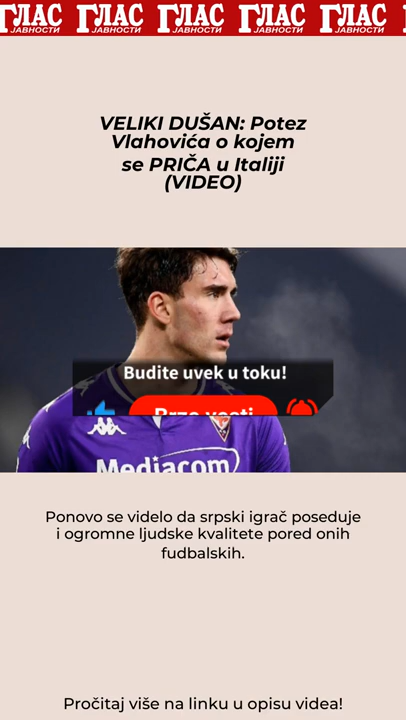 ГЛАС ГЛАС ГЛАС ГЛАС ГЛАС
ЈАВНОСТИ ЈАВНОСТИ ЈАВНОСТИ ЈАВНОСТИ ЈАВНОСТИ
VELIKI DUŠAN: Potez
Vlahovića o kojem
se PRIČA u Italiji
(VIDEO)
Budite uvek u toku!
Brze vesti
Mediacom
Ponovo se videlo da srpski igrač poseduje
i ogromne ljudske kvalitete pored onih
fudbalskih.
Pročitaj više na linku u opisu videa!